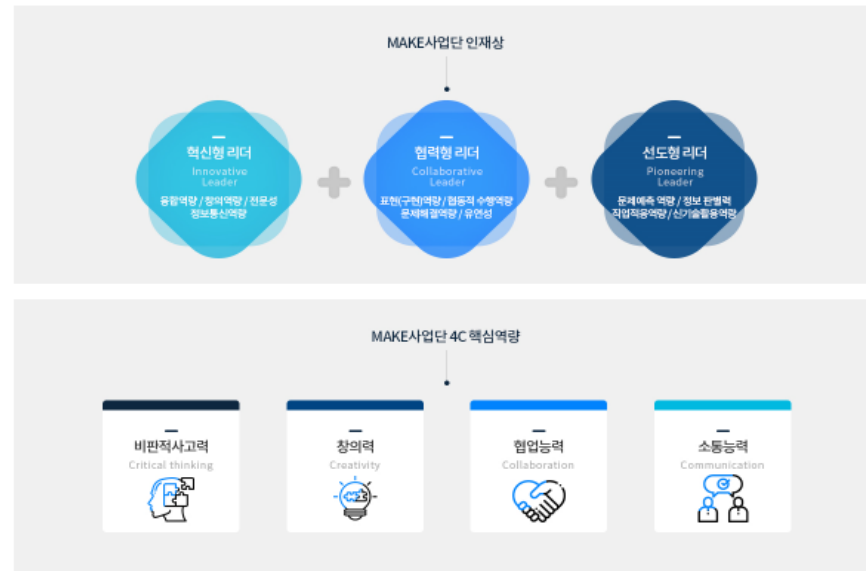 MAKE사업단 인재상
혁신형 리더
Innovative
Leader
융합역량 / 창의역량 / 전문성
정보통신역량
협력형 리더
Collaborative
Leader
표현(구현)역량 / 협동적 수행역량
문제해결역량 / 유연성
선도형 리더
Pioneering
Leader
문제예측 역량 / 정보 판별력
직업적응역량 / 신기술활용역량
MAKE사업단 4C 핵심역량
비판적사고력
Critical thinking
창의력
Creativity
협업능력
Collaboration
소통능력
Communication